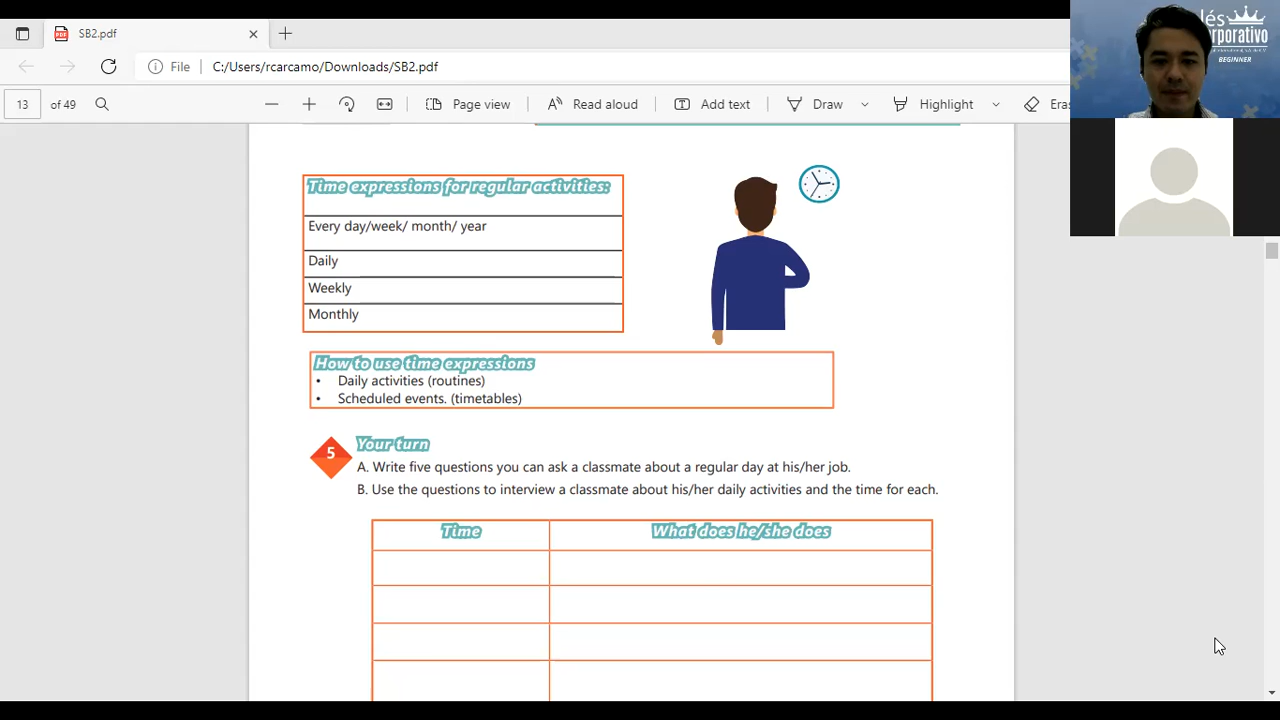 SB2.pdf
File
C:/Users/rcarcamo/Downloads/SB2.pdf
13
of 49
Page view
Read aloud
Add text
Draw
Highlight
Time expressions for regular activities:
Every day/week/ month/ year
Daily
Weekly
Monthly
How to use time expressions
• Daily activities (routines)
• Scheduled events. (timetables)
5
Your turn
A. Write five questions you can ask a classmate about a regular day at his/her job.
B. Use the questions to interview a classmate about his/her daily activities and the time for each.
Time
What does he/she does
BEGINNER